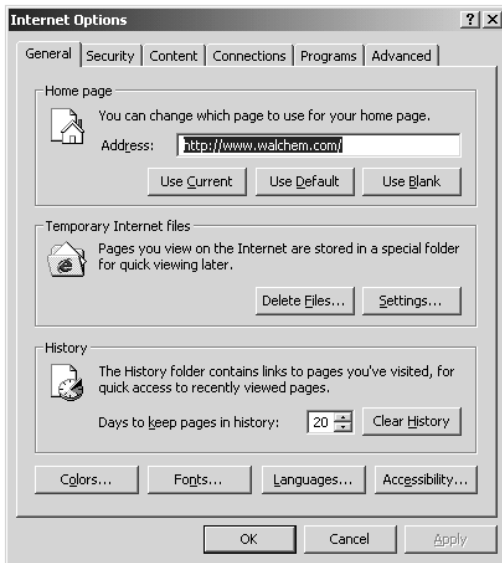 Internet Options
? X
General Security Content Connections Programs Advanced
Home page
You can change which page to use for your home page.
Address: http://www.walchem.com/
Use Current Use Default Use Blank
Temporary Internet files
Pages you view on the Internet are stored in a special folder
for quick viewing later.
Delete Files... Settings...
History
The History folder contains links to pages you've visited, for
quick access to recently viewed pages.
Days to keep pages in history: 20 Clear History
Colors... Fonts... Languages... Accessibility...
OK Cancel Apply